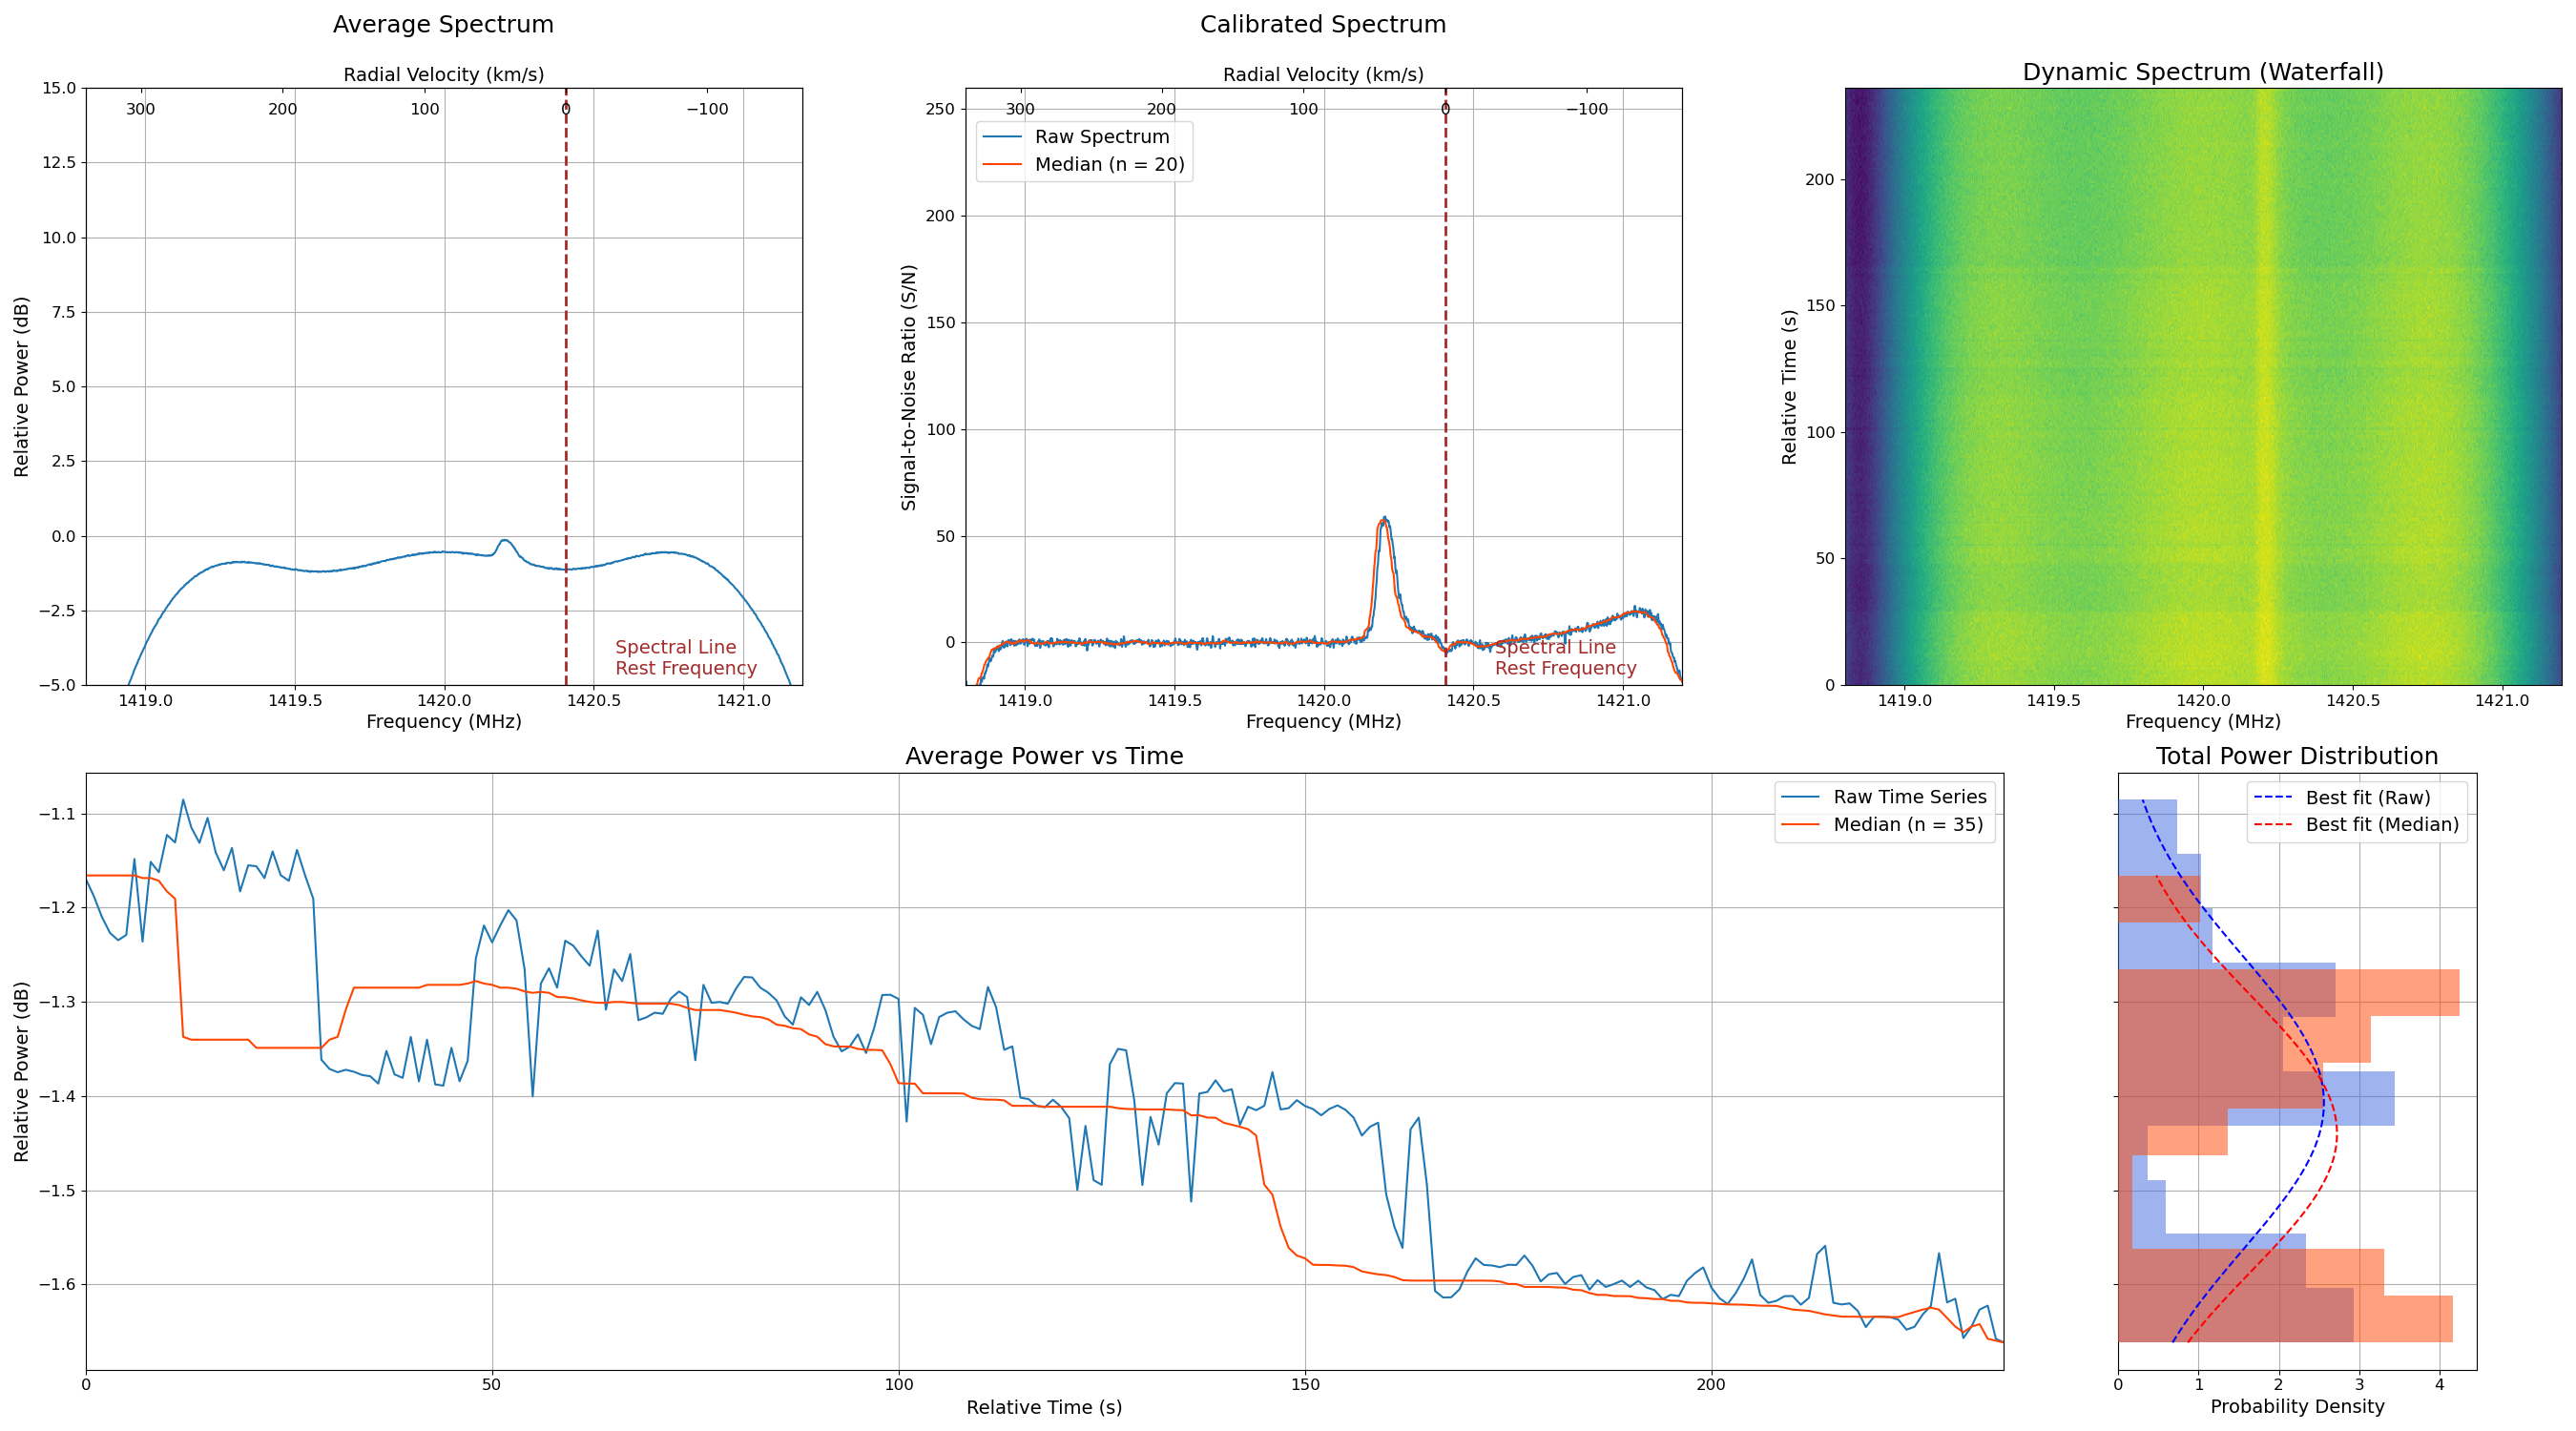 Average Spectrum
Radial Velocity (km/s)
300 200 100 0 −100
15.0
12.5
10.0
7.5
5.0
2.5
0.0
−2.5
−5.0
Relative Power (dB)
Spectral Line
Rest Frequency
1419.0 1419.5 1420.0 1420.5 1421.0
Frequency (MHz)
Calibrated Spectrum
Radial Velocity (km/s)
300 200 100 0 −100
Raw Spectrum
Median (n = 20)
250
200
150
100
50
0
Signal-to-Noise Ratio (S/N)
Spectral Line
Rest Frequency
1419.0 1419.5 1420.0 1420.5 1421.0
Frequency (MHz)
Dynamic Spectrum (Waterfall)
200
150
100
50
0
Relative Time (s)
1419.0 1419.5 1420.0 1420.5 1421.0
Frequency (MHz)
Average Power vs Time
Raw Time Series
Median (n = 35)
−1.1
−1.2
−1.3
−1.4
−1.5
−1.6
Relative Power (dB)
0 50 100 150 200
Relative Time (s)
Total Power Distribution
Best fit (Raw)
Best fit (Median)
0 1 2 3 4
Probability Density